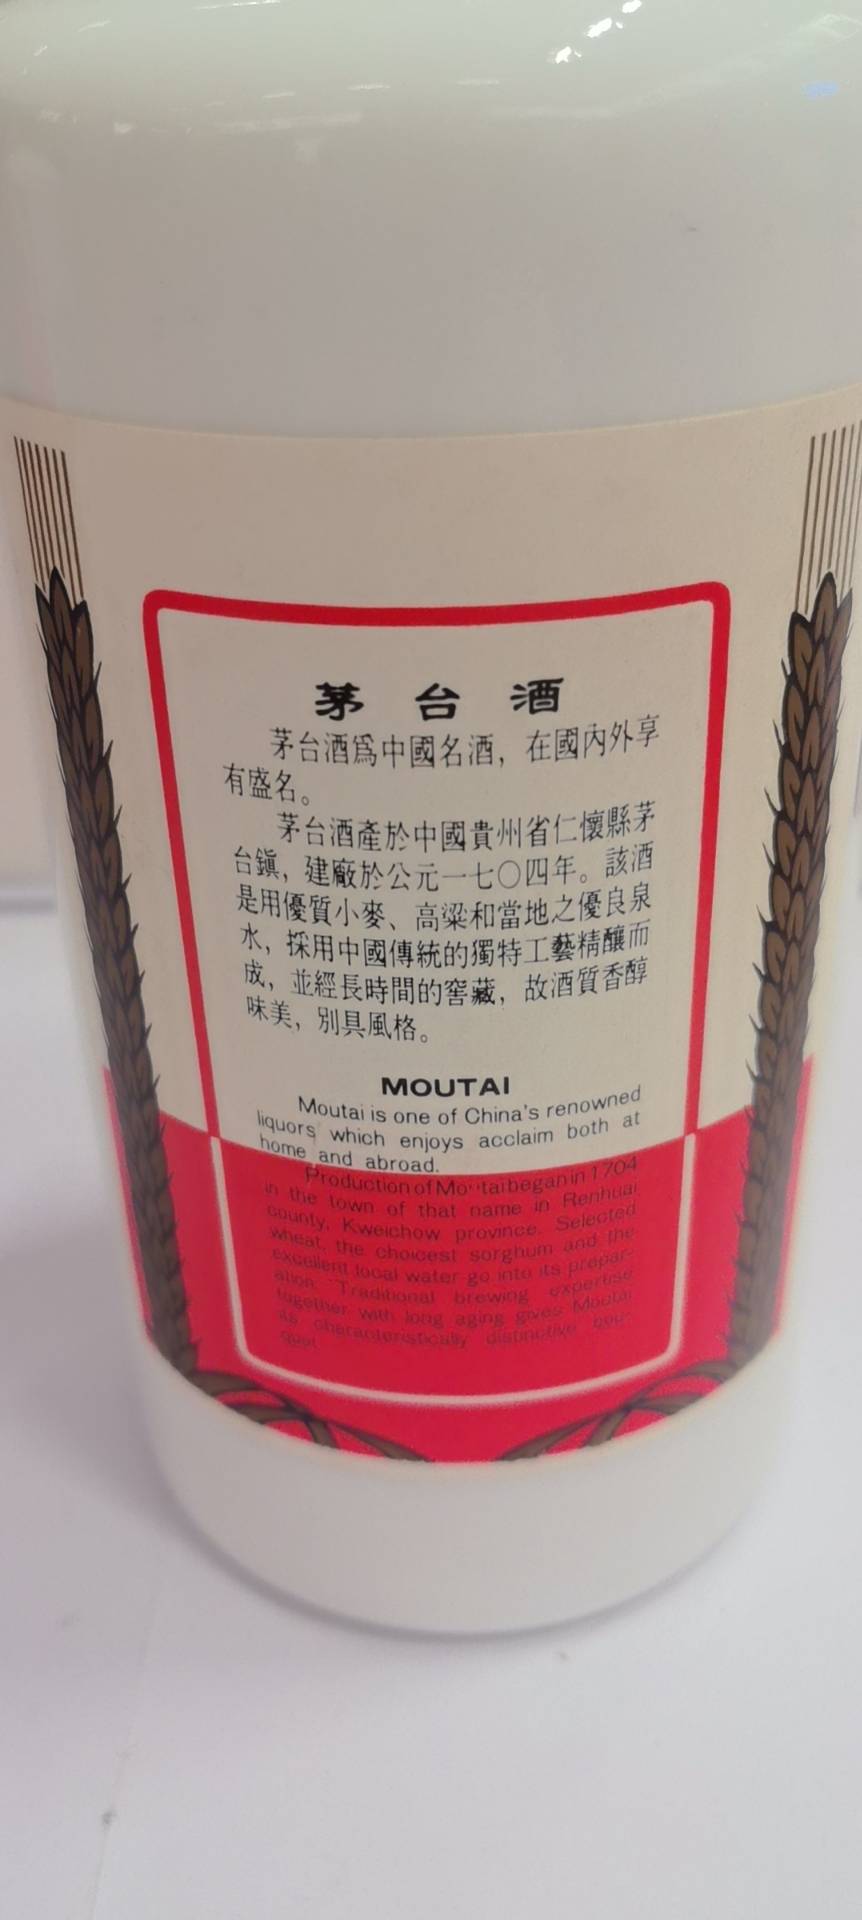 茅台酒
茅台酒爲中國名酒，在國內外享
有盛名。
茅台酒產於中國貴州省仁懷縣茅
台鎭，建廠於公元一七〇四年。該酒
是用優質小麥、高粱和當地之優良泉
水，採用中國傳統的獨特工藝精釀而
成，並經長時間的窖藏，故酒質香醇
味美，別具風格。
MOUTAI
Moutai is one of China's renowned
liquors which enjoys acclaim both at
home and abroad.
Production of Moutai began in 1704
in the town of that name in Renhuai
county, Kweichow province. Selected
wheat, the choicest sorghum and the
excellent local water go into its prepar-
ation. Traditional brewing expertise
together with long aging gives Moutai
its characteristically distinctive bou-
quet.